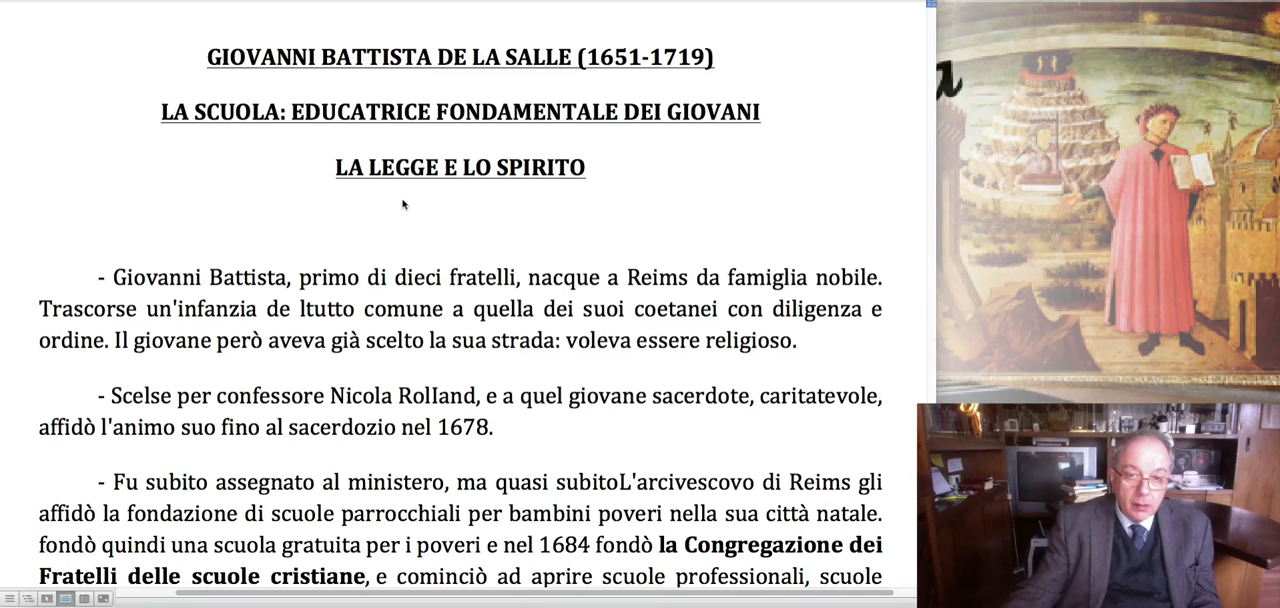 GIOVANNI BATTISTA DE LA SALLE (1651-1719)
LA SCUOLA: EDUCATRICE FONDAMENTALE DEI GIOVANI
LA LEGGE E LO SPIRITO
- Giovanni Battista, primo di dieci fratelli, nacque a Reims da famiglia nobile.
Trascorse un'infanzia de ltutto comune a quella dei suoi coetanei con diligenza e
ordine. Il giovane però aveva già scelto la sua strada: voleva essere religioso.
- Scelse per confessore Nicola Rolland, e a quel giovane sacerdote, caritatevole,
affidò l'animo suo fino al sacerdozio nel 1678.
- Fu subito assegnato al ministero, ma quasi subitoL'arcivescovo di Reims gli
affidò la fondazione di scuole parrocchiali per bambini poveri nella sua città natale.
fondò quindi una scuola gratuita per i poveri e nel 1684 fondò la Congregazione dei
Fratelli delle scuole cristiane, e cominciò ad aprire scuole professionali, scuole
a